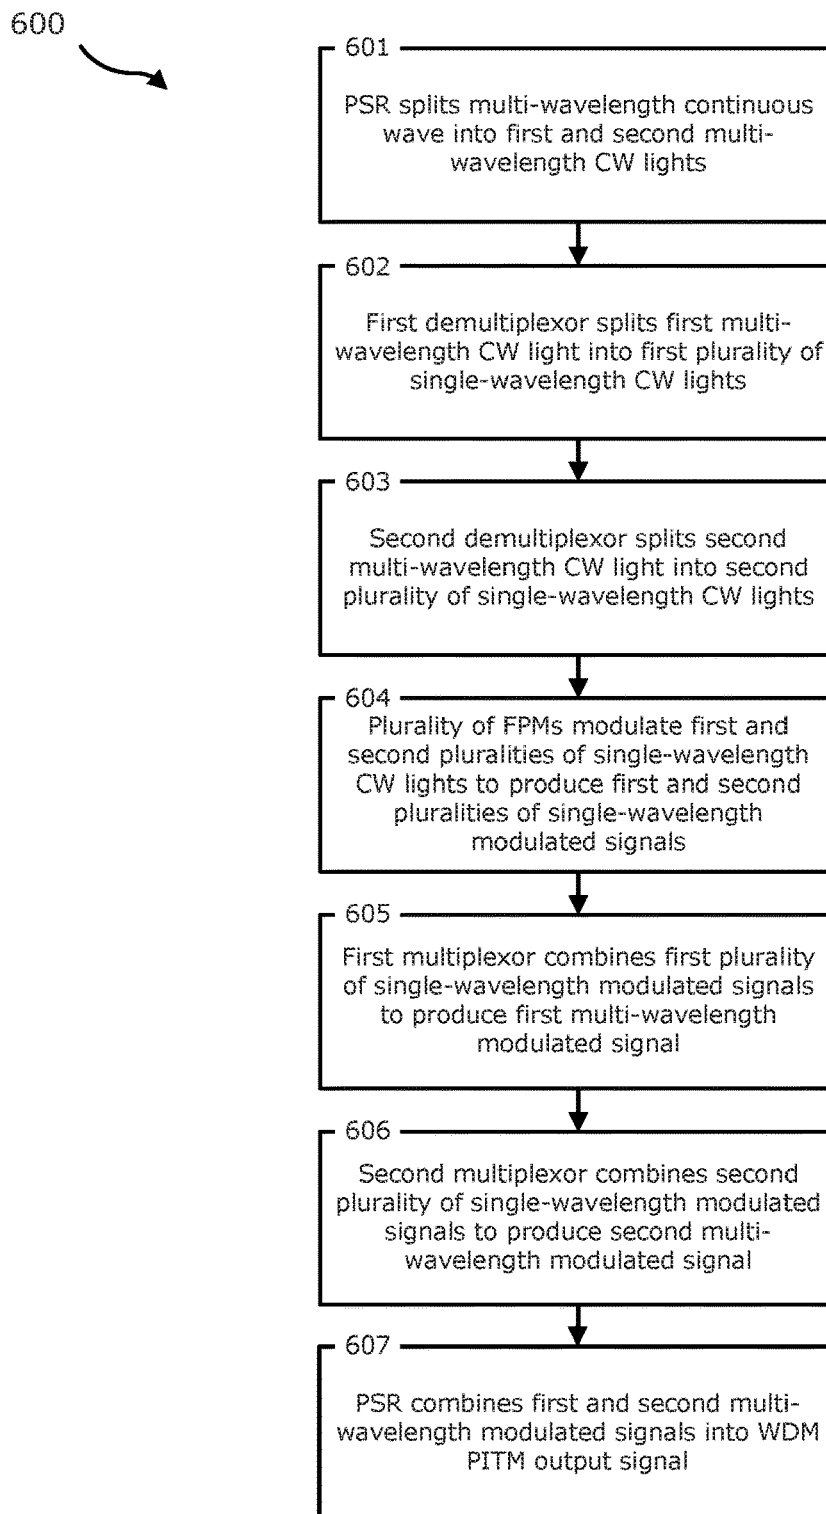 600
601
PSR splits multi-wavelength continuous
wave into first and second multi-
wavelength CW lights
602
First demultiplexor splits first multi-
wavelength CW light into first plurality of
single-wavelength CW lights
603
Second demultiplexor splits second
multi-wavelength CW light into second
plurality of single-wavelength CW lights
604
Plurality of FPMs modulate first and
second pluralities of single-wavelength
CW lights to produce first and second
pluralities of single-wavelength
modulated signals
605
First multiplexor combines first plurality
of single-wavelength modulated signals
to produce first multi-wavelength
modulated signal
606
Second multiplexor combines second
plurality of single-wavelength modulated
signals to produce second multi-
wavelength modulated signal
607
PSR combines first and second multi-
wavelength modulated signals into WDM
PITM output signal